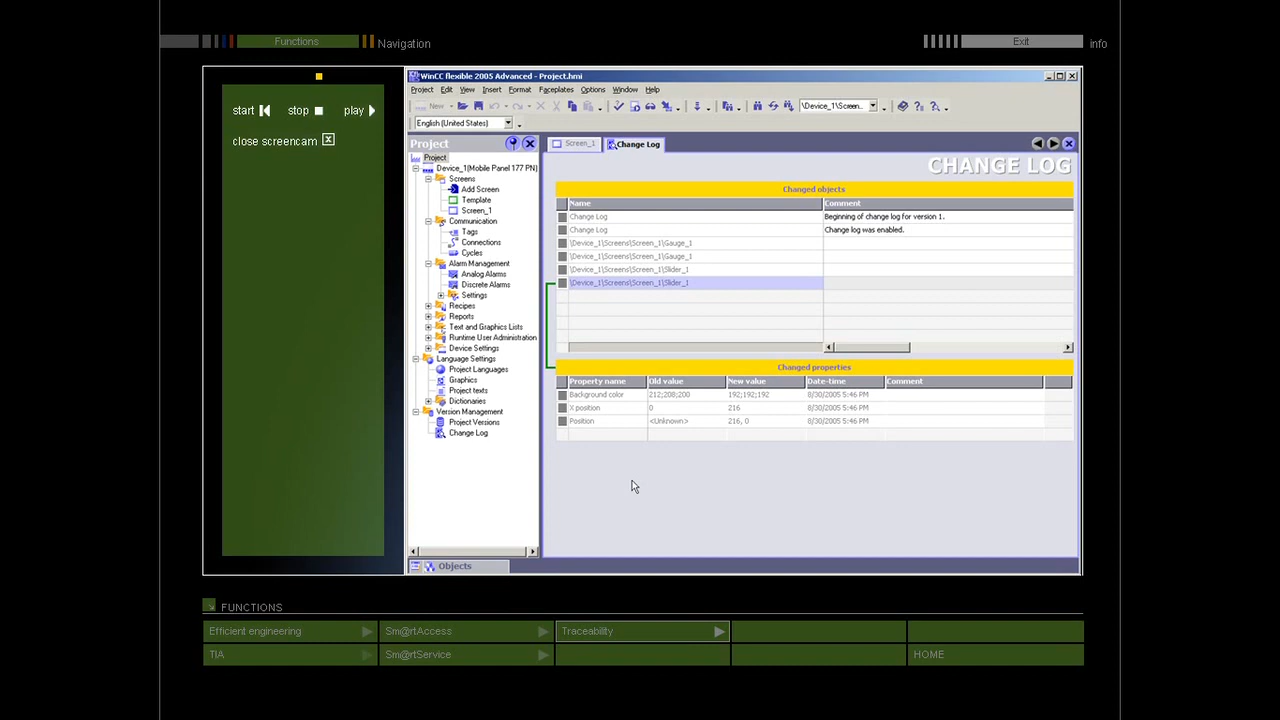 Functions
Navigation
Exit
info
start
stop
play
close screencam
WinCC flexible 2005 Advanced - Project.hmi
Project Edit View Insert Format Faceplates Options Window Help
New
\Device_1\Screen..
English (United States)
Project
Screen_1
Change Log
CHANGE LOG
Project
Device_1(Mobile Panel 177 PN)
Screens
Add Screen
Template
Screen_1
Communication
Tags
Connections
Cycles
Alarm Management
Analog Alarms
Discrete Alarms
Settings
Recipes
Reports
Text and Graphics Lists
Runtime User Administration
Device Settings
Language Settings
Project Languages
Graphics
Project texts
Dictionaries
Version Management
Project Versions
Change Log
Objects
Changed objects
Name Comment
Change Log Beginning of change log for version 1.
Change Log Change log was enabled.
\Device_1\Screens\Screen_1\Gauge_1
\Device_1\Screens\Screen_1\Gauge_1
\Device_1\Screens\Screen_1\Slider_1
\Device_1\Screens\Screen_1\Slider_1
Changed properties
Property name Old value New value Date-time Comment
Background color 212;208;200 192;192;192 8/30/2005 5:46 PM
X position 0 216 8/30/2005 5:46 PM
Position <Unknown> 216, 0 8/30/2005 5:46 PM
FUNCTIONS
Efficient engineering
Sm@rtAccess
Traceability
TIA
Sm@rtService
HOME